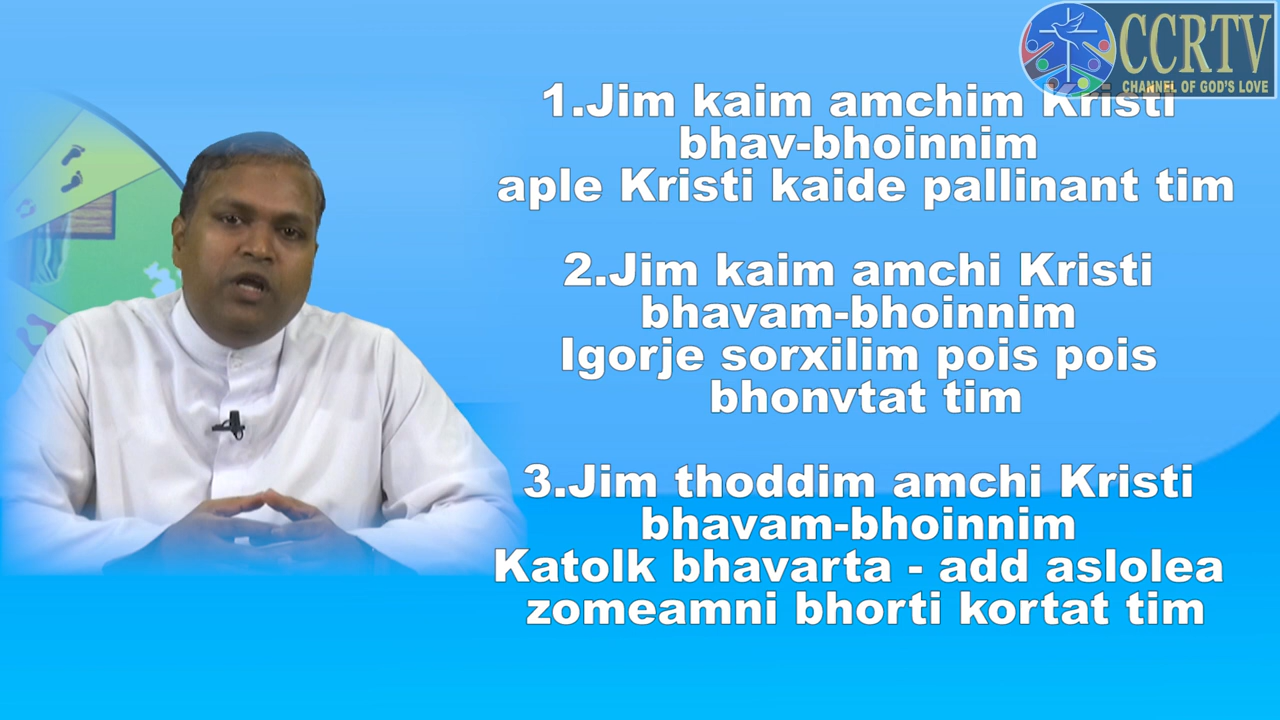 CCRTV
CHANNEL OF GOD'S LOVE
1.Jim kaim amchim Kristi
bhav-bhoinnim
aple Kristi kaide pallinant tim
2.Jim kaim amchi Kristi
bhavam-bhoinnim
Igorje sorxilim pois pois
bhonvtat tim
3.Jim thoddim amchi Kristi
bhavam-bhoinnim
Katolk bhavarta - add aslolea
zomeamni bhorti kortat tim